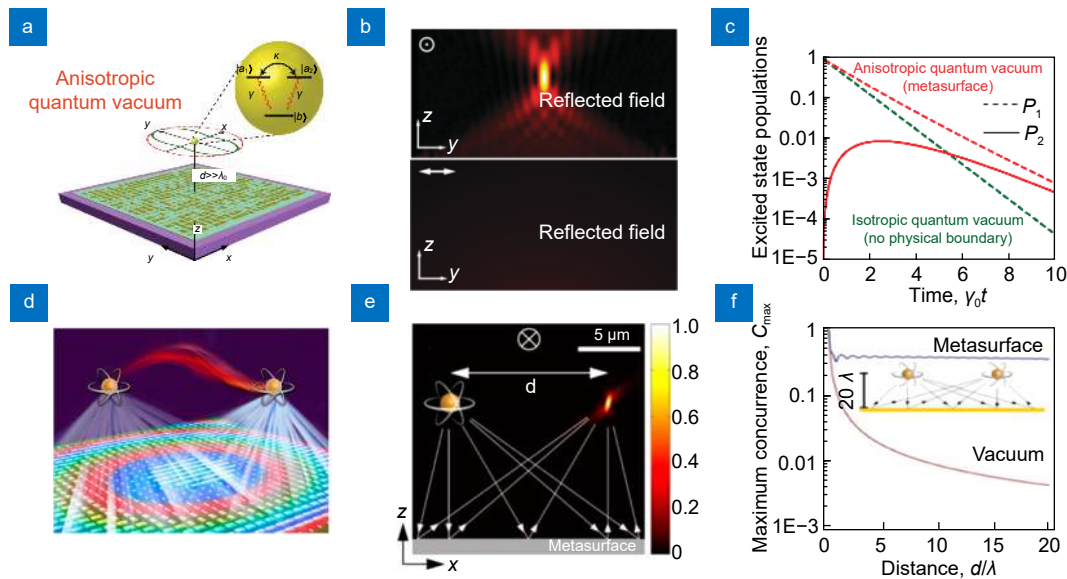 a
Anisotropic
quantum vacuum
|a₁⟩
κ
|a₂⟩
γ
γ
|b⟩
y
x
d>>λ₀
z
y
x
b
Reflected field
z
y
Reflected field
z
y
c
Excited state populations
1
0.1
0.01
1E−3
1E−4
1E−5
Anisotropic quantum vacuum
(metasurface)
P₁
P₂
Isotropic quantum vacuum
(no physical boundary)
0
2
4
6
8
10
Time, γ₀t
d
e
5 μm
d
z
x
Metasurface
1.0
0.8
0.6
0.4
0.2
0
f
Maximum concurrence, Cmax
1
0.1
0.01
1E−3
Metasurface
20 λ
Vacuum
0
5
10
15
20
Distance, d/λ